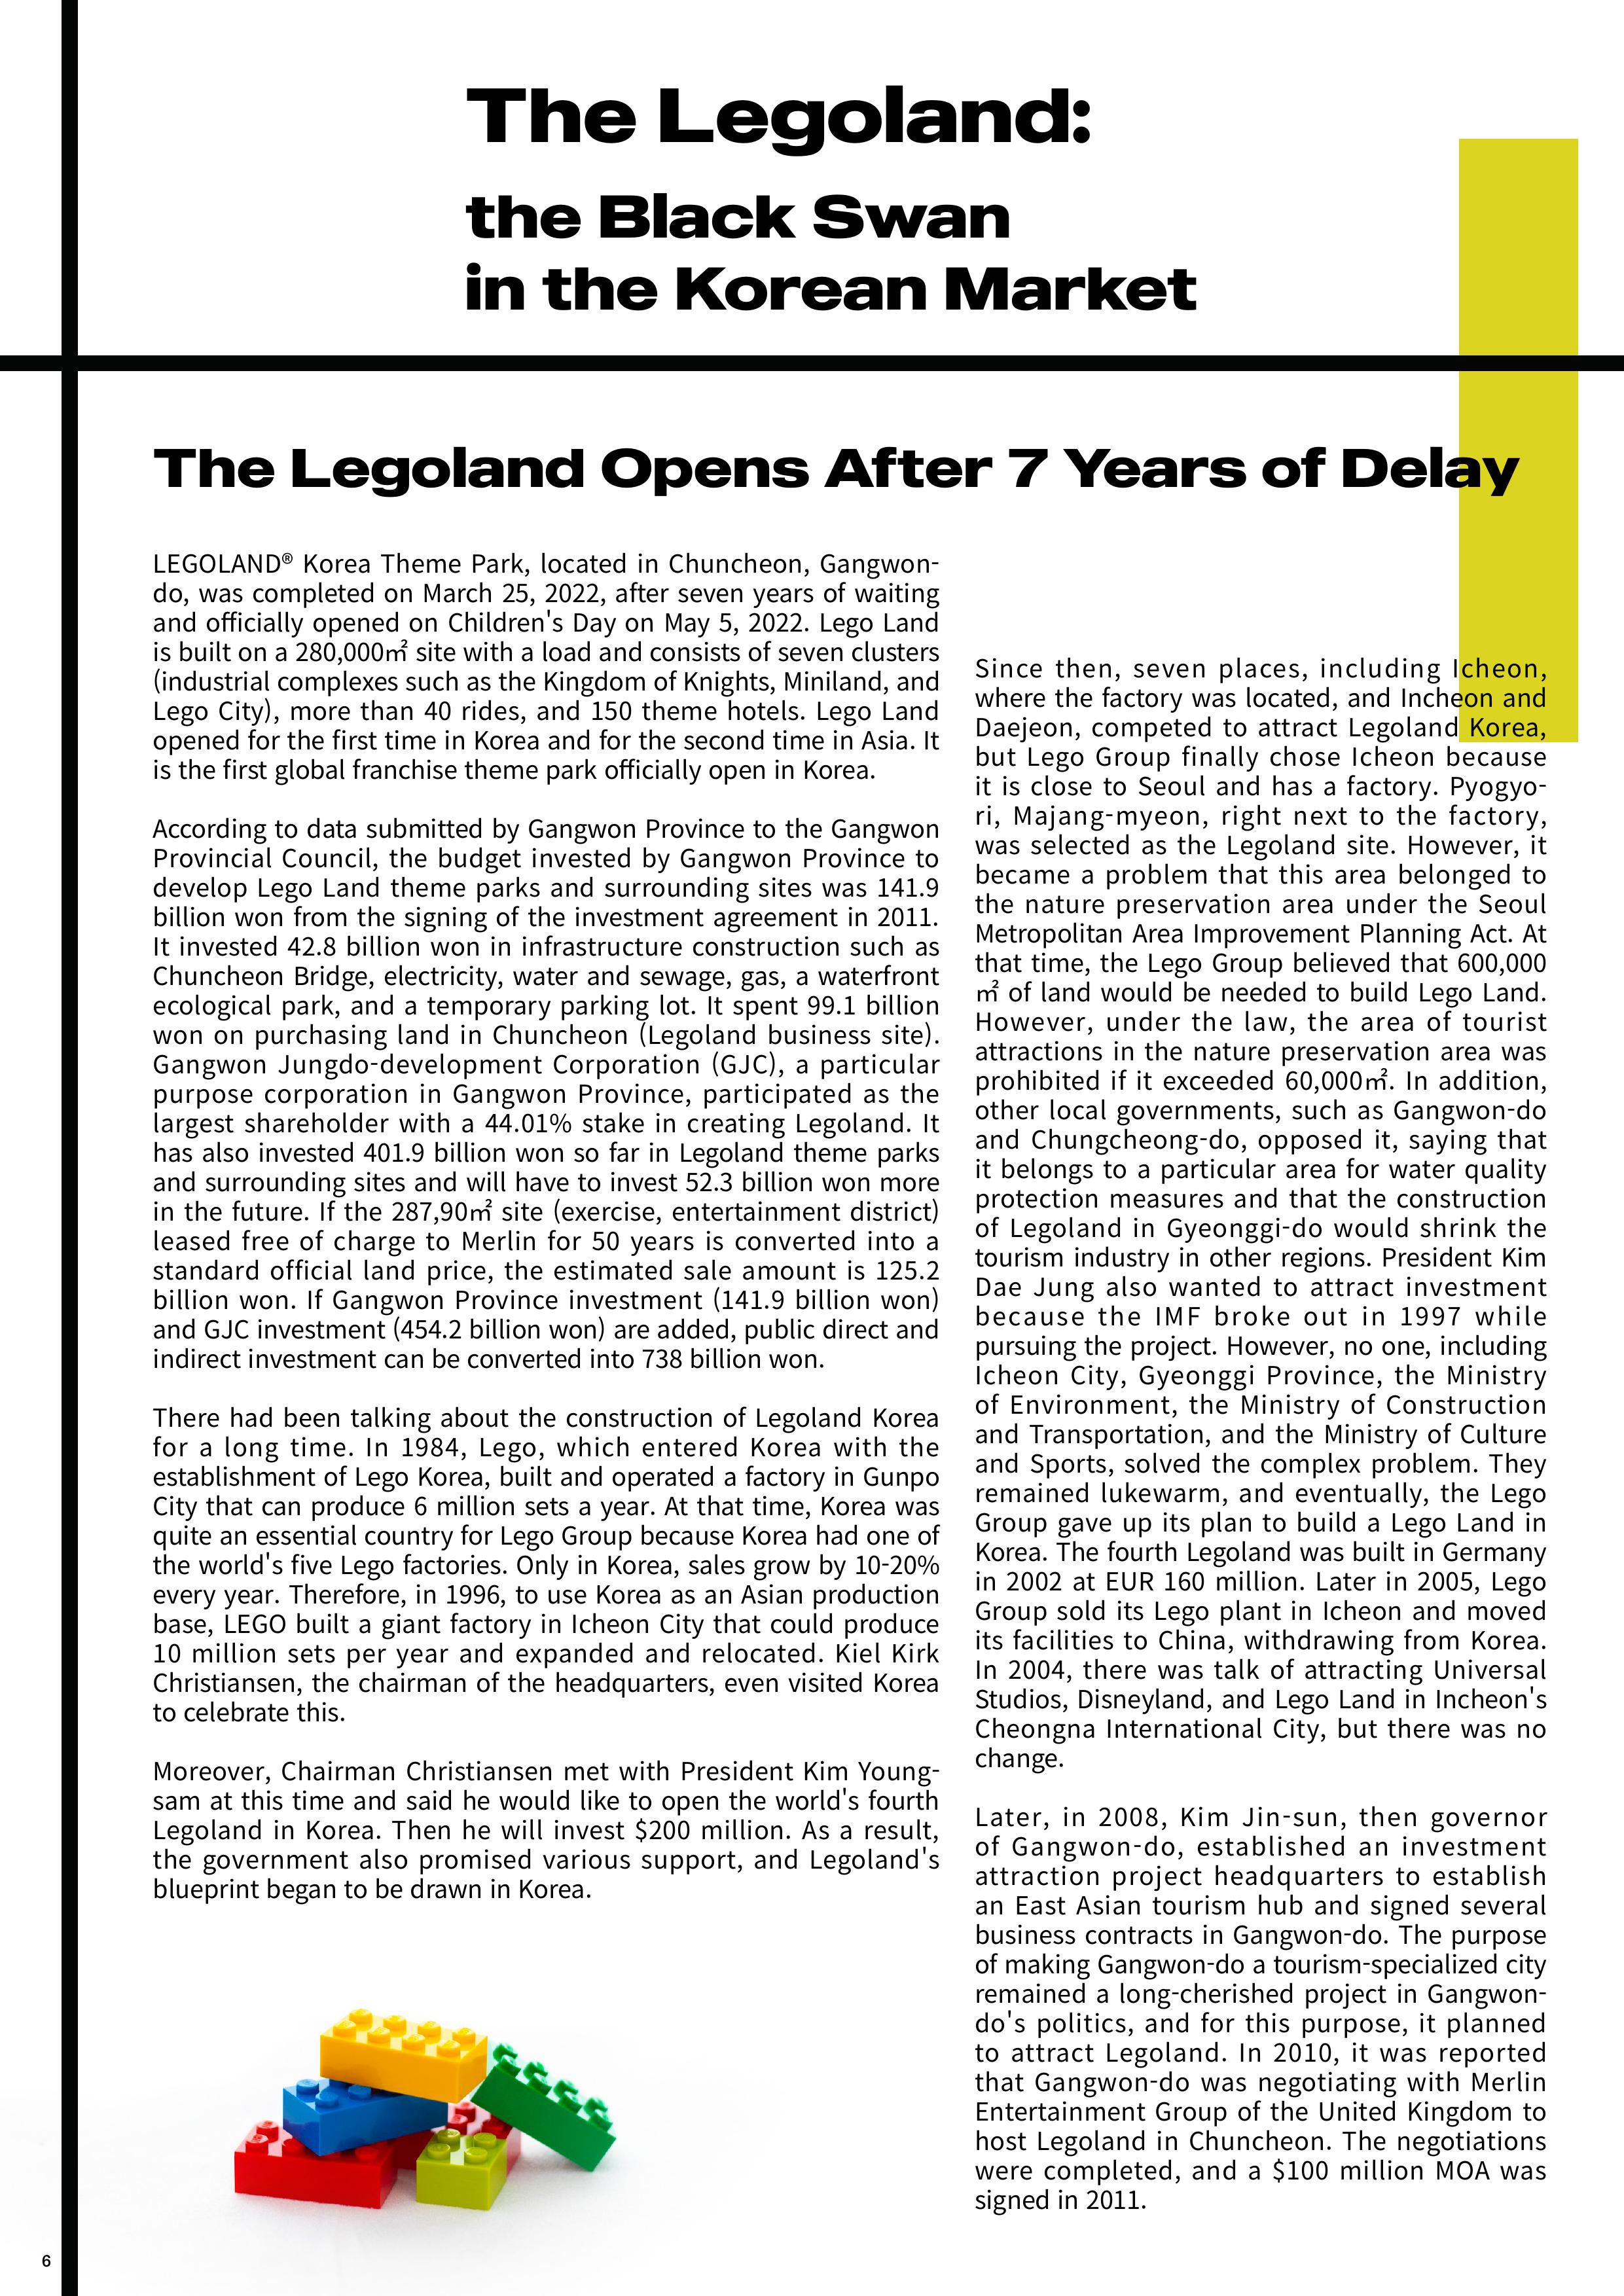 The Legoland:
the Black Swan
in the Korean Market
The Legoland Opens After 7 Years of Delay
LEGOLAND® Korea Theme Park, located in Chuncheon, Gangwon-
do, was completed on March 25, 2022, after seven years of waiting
and officially opened on Children's Day on May 5, 2022. Lego Land
is built on a 280,000㎡ site with a load and consists of seven clusters
(industrial complexes such as the Kingdom of Knights, Miniland, and
Lego City), more than 40 rides, and 150 theme hotels. Lego Land
opened for the first time in Korea and for the second time in Asia. It
is the first global franchise theme park officially open in Korea.
According to data submitted by Gangwon Province to the Gangwon
Provincial Council, the budget invested by Gangwon Province to
develop Lego Land theme parks and surrounding sites was 141.9
billion won from the signing of the investment agreement in 2011.
It invested 42.8 billion won in infrastructure construction such as
Chuncheon Bridge, electricity, water and sewage, gas, a waterfront
ecological park, and a temporary parking lot. It spent 99.1 billion
won on purchasing land in Chuncheon (Legoland business site).
Gangwon Jungdo-development Corporation (GJC), a particular
purpose corporation in Gangwon Province, participated as the
largest shareholder with a 44.01% stake in creating Legoland. It
has also invested 401.9 billion won so far in Legoland theme parks
and surrounding sites and will have to invest 52.3 billion won more
in the future. If the 287,90㎡ site (exercise, entertainment district)
leased free of charge to Merlin for 50 years is converted into a
standard official land price, the estimated sale amount is 125.2
billion won. If Gangwon Province investment (141.9 billion won)
and GJC investment (454.2 billion won) are added, public direct and
indirect investment can be converted into 738 billion won.
There had been talking about the construction of Legoland Korea
for a long time. In 1984, Lego, which entered Korea with the
establishment of Lego Korea, built and operated a factory in Gunpo
City that can produce 6 million sets a year. At that time, Korea was
quite an essential country for Lego Group because Korea had one of
the world's five Lego factories. Only in Korea, sales grow by 10-20%
every year. Therefore, in 1996, to use Korea as an Asian production
base, LEGO built a giant factory in Icheon City that could produce
10 million sets per year and expanded and relocated. Kiel Kirk
Christiansen, the chairman of the headquarters, even visited Korea
to celebrate this.
Moreover, Chairman Christiansen met with President Kim Young-
sam at this time and said he would like to open the world's fourth
Legoland in Korea. Then he will invest $200 million. As a result,
the government also promised various support, and Legoland's
blueprint began to be drawn in Korea.
Since then, seven places, including Icheon,
where the factory was located, and Incheon and
Daejeon, competed to attract Legoland Korea,
but Lego Group finally chose Icheon because
it is close to Seoul and has a factory. Pyogyo-
ri, Majang-myeon, right next to the factory,
was selected as the Legoland site. However, it
became a problem that this area belonged to
the nature preservation area under the Seoul
Metropolitan Area Improvement Planning Act. At
that time, the Lego Group believed that 600,000
㎡ of land would be needed to build Lego Land.
However, under the law, the area of tourist
attractions in the nature preservation area was
prohibited if it exceeded 60,000㎡. In addition,
other local governments, such as Gangwon-do
and Chungcheong-do, opposed it, saying that
it belongs to a particular area for water quality
protection measures and that the construction
of Legoland in Gyeonggi-do would shrink the
tourism industry in other regions. President Kim
Dae Jung also wanted to attract investment
because the IMF broke out in 1997 while
pursuing the project. However, no one, including
Icheon City, Gyeonggi Province, the Ministry
of Environment, the Ministry of Construction
and Transportation, and the Ministry of Culture
and Sports, solved the complex problem. They
remained lukewarm, and eventually, the Lego
Group gave up its plan to build a Lego Land in
Korea. The fourth Legoland was built in Germany
in 2002 at EUR 160 million. Later in 2005, Lego
Group sold its Lego plant in Icheon and moved
its facilities to China, withdrawing from Korea.
In 2004, there was talk of attracting Universal
Studios, Disneyland, and Lego Land in Incheon's
Cheongna International City, but there was no
change.
Later, in 2008, Kim Jin-sun, then governor
of Gangwon-do, established an investment
attraction project headquarters to establish
an East Asian tourism hub and signed several
business contracts in Gangwon-do. The purpose
of making Gangwon-do a tourism-specialized city
remained a long-cherished project in Gangwon-
do's politics, and for this purpose, it planned
to attract Legoland. In 2010, it was reported
that Gangwon-do was negotiating with Merlin
Entertainment Group of the United Kingdom to
host Legoland in Chuncheon. The negotiations
were completed, and a $100 million MOA was
signed in 2011.
6